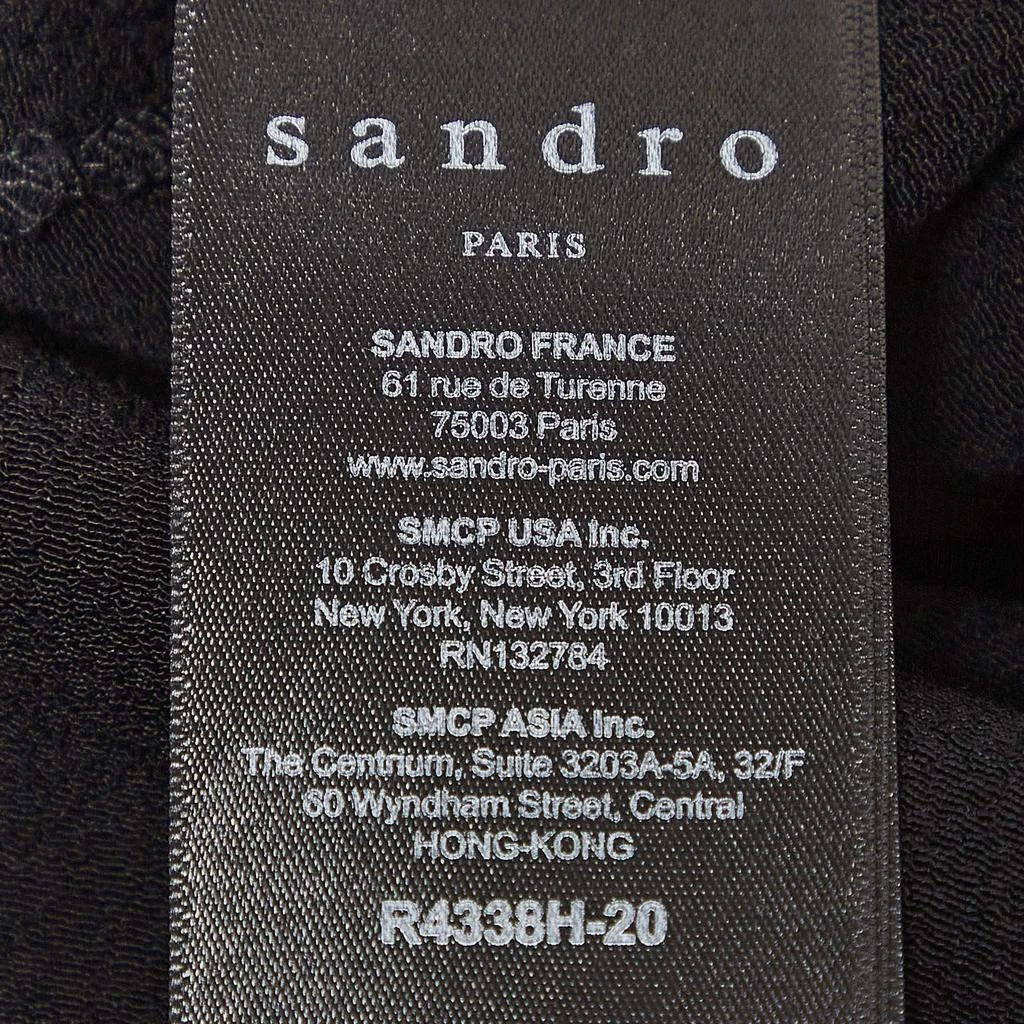 sandro
PARIS
SANDRO FRANCE
61 rue de Turenne
75003 Paris
www.sandro-paris.com
SMCP USA Inc.
10 Crosby Street, 3rd Floor
New York, New York 10013
RN132784
SMCP ASIA Inc.
The Centrium, Suite 3203A-5A, 32/F
60 Wyndham Street, Central
HONG-KONG
R4338H-20